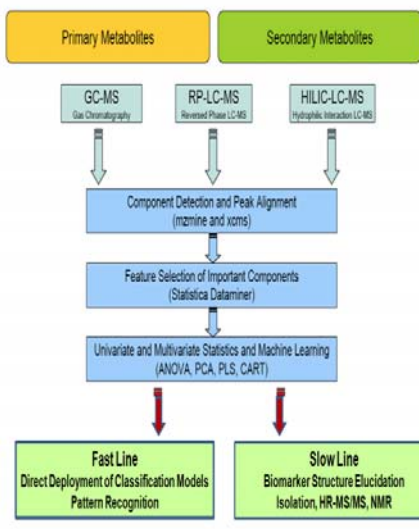 Primary Metabolites
Secondary Metabolites
GC-MS
Gas Chromatography
RP-LC-MS
Reversed Phase LC-MS
HILIC-LC-MS
Hydrophilic Interaction LC-MS
Component Detection and Peak Alignment
(mzmine and xcms)
Feature Selection of Important Components
(Statistica Dataminer)
Univariate and Multivariate Statistics and Machine Learning
(ANOVA, PCA, PLS, CART)
Fast Line
Direct Deployment of Classification Models
Pattern Recognition
Slow Line
Biomarker Structure Elucidation
Isolation, HR-MS/MS, NMR